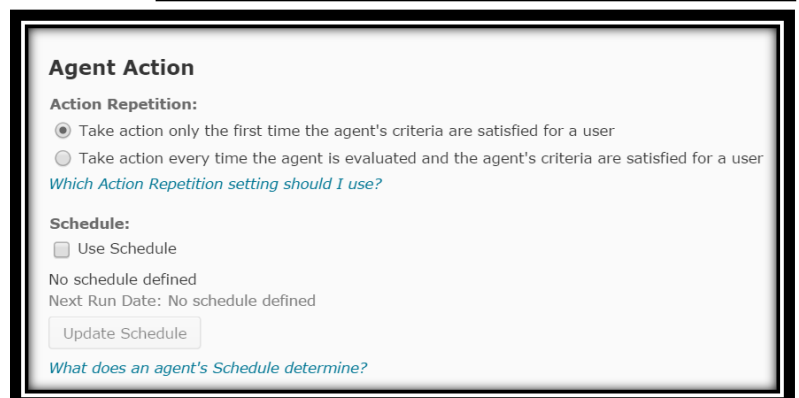 Agent Action
Action Repetition:
Take action only the first time the agent's criteria are satisfied for a user
Take action every time the agent is evaluated and the agent's criteria are satisfied for a user
Which Action Repetition setting should I use?
Schedule:
Use Schedule
No schedule defined
Next Run Date: No schedule defined
Update Schedule
What does an agent's Schedule determine?